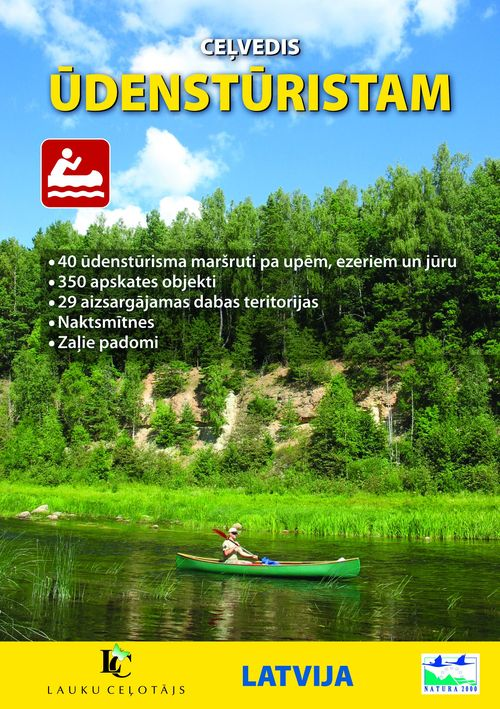 CEĻVEDIS
ŪDENSTŪRISTAM
• 40 ūdenstūrisma maršruti pa upēm, ezeriem un jūru
• 350 apskates objekti
• 29 aizsargājamas dabas teritorijas
• Naktsmītnes
• Zaļie padomi
LC
LAUKU CEĻOTĀJS
LATVIJA
NATURA 2000